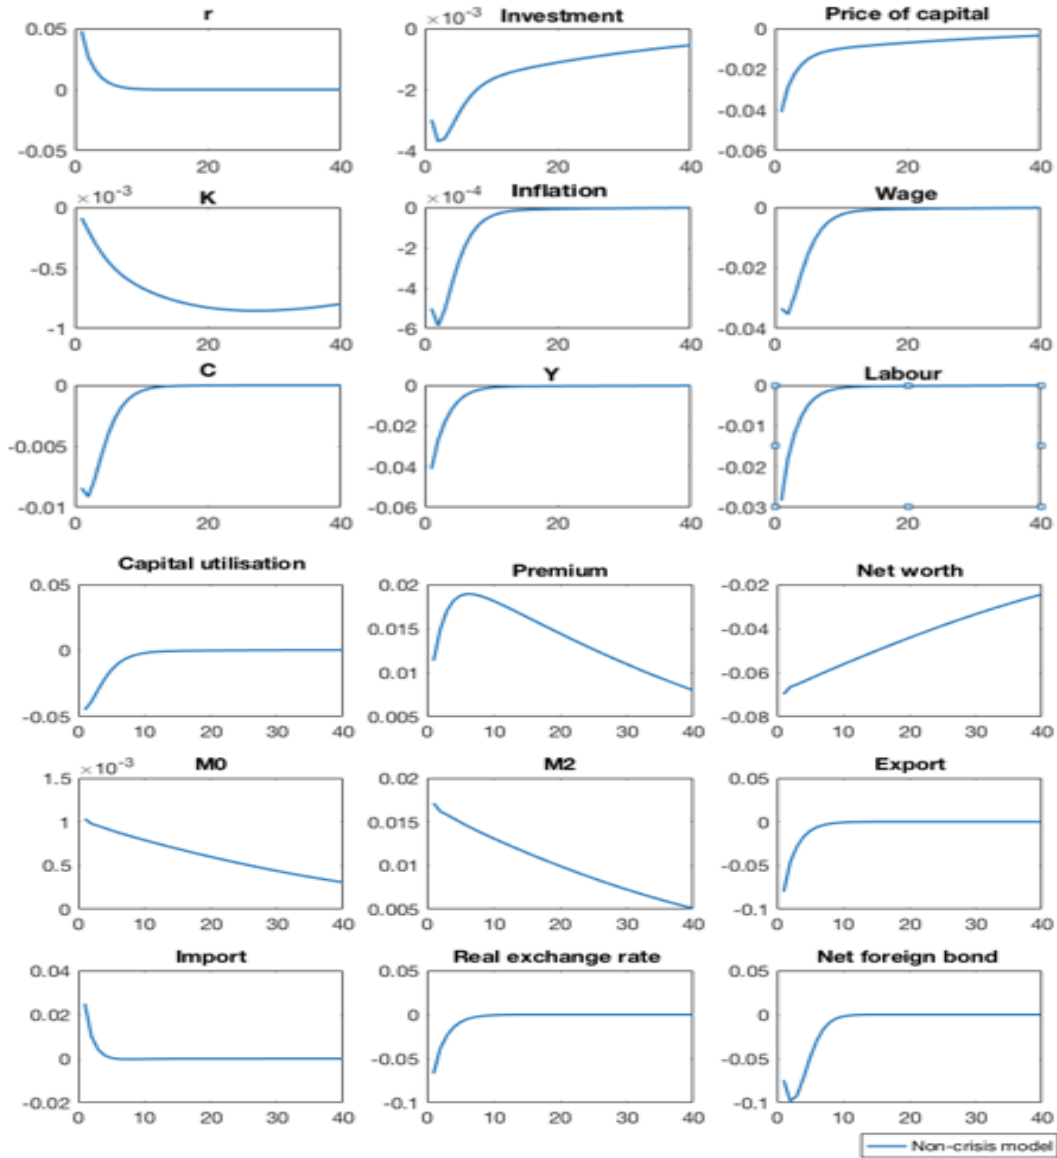 r Investment Price of capital
×10⁻³
0.05 0 0
-0.02
0 -2
-0.04
-0.05 -4 -0.06
0 20 40 0 20 40 0 20 40
K Inflation Wage
×10⁻³ ×10⁻⁴
0 0 0
-2
-0.5 -0.02
-4
-1 -6 -0.04
0 20 40 0 20 40 0 20 40
C Y Labour
0 0 0
-0.02 -0.01
-0.005
-0.04 -0.02
-0.01 -0.06 -0.03
0 20 40 0 20 40 0 20 40
Capital utilisation Premium Net worth
0.05 0.02 -0.02
0.015 -0.04
0
0.01 -0.06
-0.05 0.005 -0.08
0 10 20 30 40 0 10 20 30 40 0 10 20 30 40
M0 M2 Export
×10⁻³
1.5 0.02 0.05
1 0.015 0
0.5 0.01 -0.05
0 0.005 -0.1
0 10 20 30 40 0 10 20 30 40 0 10 20 30 40
Import Real exchange rate Net foreign bond
0.04 0.05 0.05
0.02 0 0
0 -0.05 -0.05
-0.02 -0.1 -0.1
0 10 20 30 40 0 10 20 30 40 0 10 20 30 40
Non-crisis model